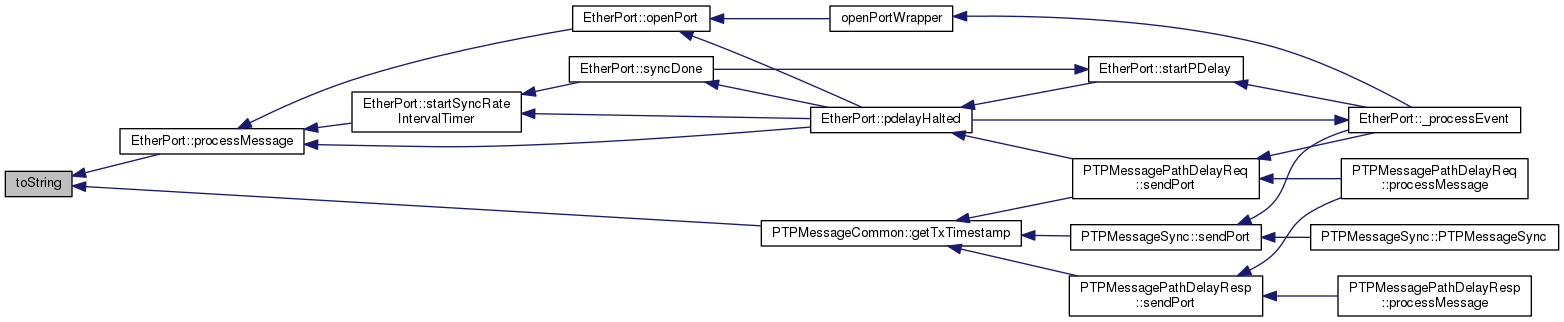 toString
EtherPort::processMessage
EtherPort::openPort
EtherPort::syncDone
EtherPort::startSyncRate
IntervalTimer
openPortWrapper
EtherPort::pdelayHalted
PTPMessageCommon::getTxTimestamp
EtherPort::startPDelay
PTPMessagePathDelayReq
::sendPort
PTPMessageSync::sendPort
PTPMessagePathDelayResp
::sendPort
EtherPort::_processEvent
PTPMessagePathDelayReq
::processMessage
PTPMessageSync::PTPMessageSync
PTPMessagePathDelayResp
::processMessage